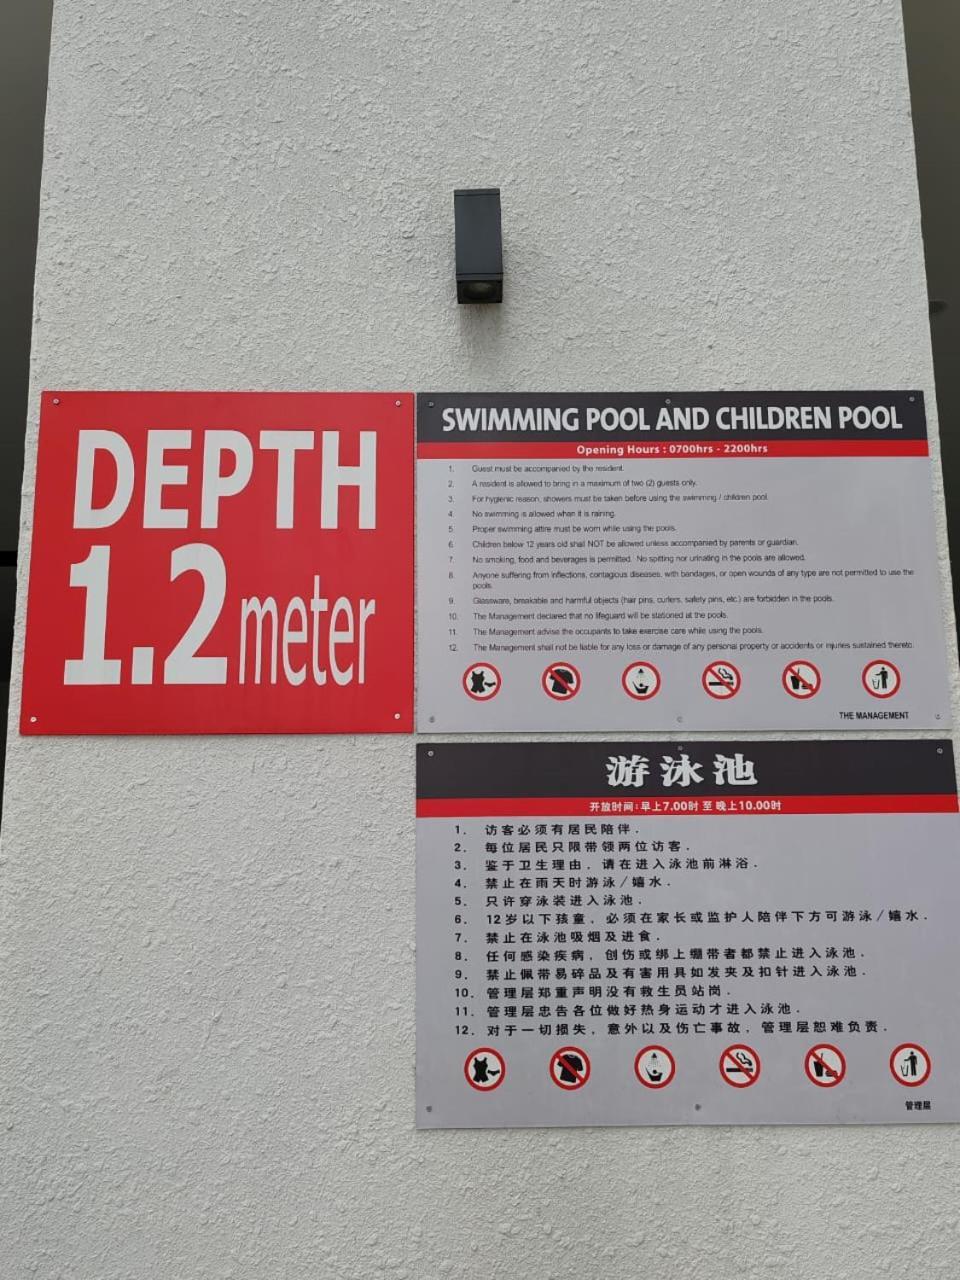 DEPTH
1.2 meter
SWIMMING POOL AND CHILDREN POOL
Opening Hours : 0700hrs - 2200hrs
1. Guest must be accompanied by the resident.
2. A resident is allowed to bring in a maximum of two (2) guests only.
3. For hygienic reason, showers must be taken before using the swimming / children pool.
4. No swimming is allowed when it is raining.
5. Proper swimming attire must be worn while using the pools.
6. Children below 12 years old shall NOT be allowed unless accompanied by parents or guardian.
7. No smoking, food and beverages is permitted. No spitting nor urinating in the pools are allowed.
8. Anyone suffering from inflections, contagious diseases, with bandages, or open wounds of any type are not permitted to use the
pools.
9. Glassware, breakable and harmful objects (hair pins, curlers, safety pins, etc.) are forbidden in the pools.
10. The Management declared that no lifeguard will be stationed at the pools.
11. The Management advise the occupants to take exercise care while using the pools.
12. The Management shall not be liable for any loss or damage of any personal property or accidents or injuries sustained thereto.
THE MANAGEMENT
游泳池
开放时间:早上7.00时 至 晚上10.00时
1. 访客必须有居民陪伴.
2. 每位居民只限带领两位访客.
3. 鉴于卫生理由, 请在进入泳池前淋浴.
4. 禁止在雨天时游泳/嬉水.
5. 只许穿泳装进入泳池.
6. 12岁以下孩童, 必须在家长或监护人陪伴下方可游泳/嬉水.
7. 禁止在泳池吸烟及进食.
8. 任何感染疾病, 创伤或绑上绷带者都禁止进入泳池.
9. 禁止佩带易碎品及有害用具如发夹及扣针进入泳池.
10. 管理层郑重声明没有救生员站岗.
11. 管理层忠告各位做好热身运动才进入泳池.
12. 对于一切损失, 意外以及伤亡事故, 管理层恕难负责.
管理层